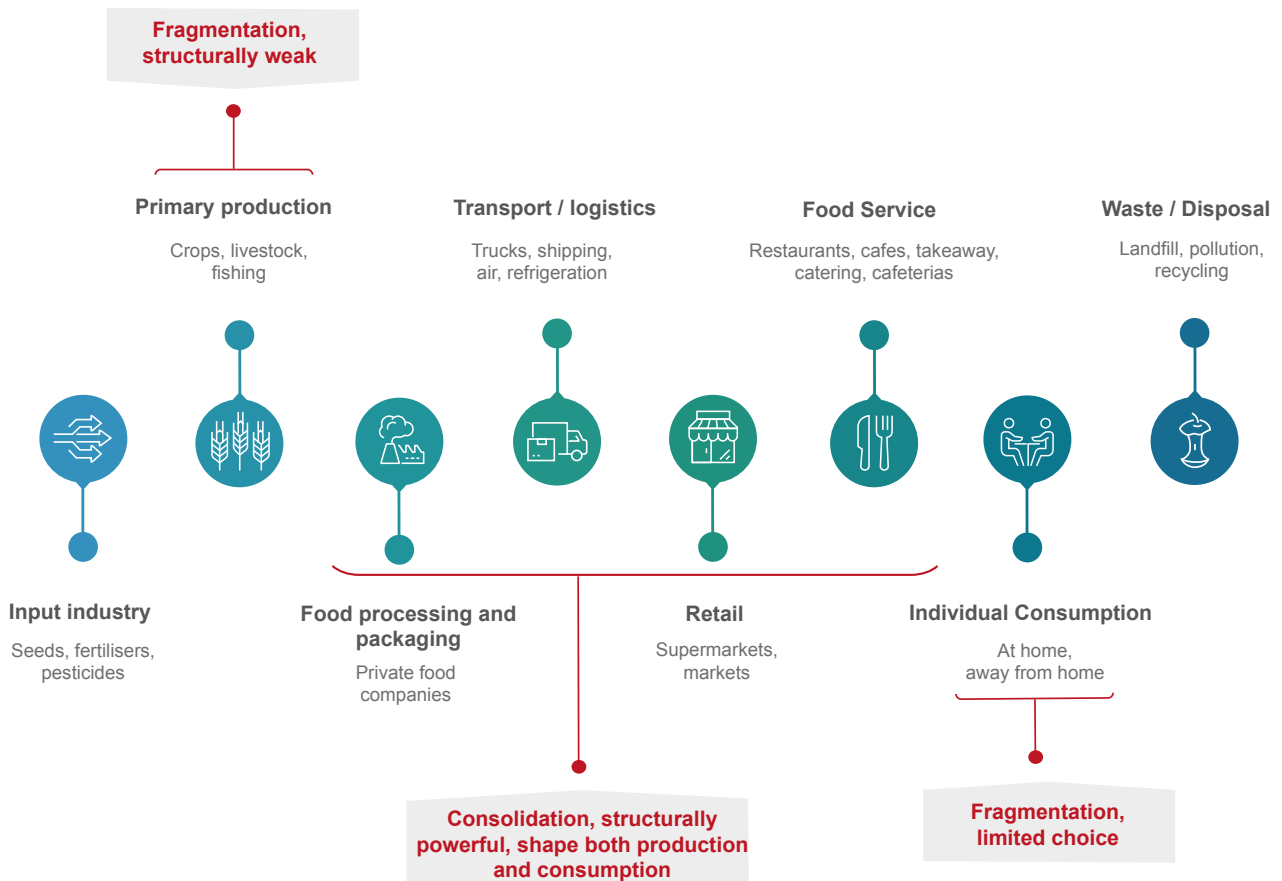 Fragmentation,
structurally weak
Primary production
Crops, livestock,
fishing
Transport / logistics
Trucks, shipping,
air, refrigeration
Food Service
Restaurants, cafes, takeaway,
catering, cafeterias
Waste / Disposal
Landfill, pollution,
recycling
Input industry
Seeds, fertilisers,
pesticides
Food processing and
packaging
Private food
companies
Retail
Supermarkets,
markets
Individual Consumption
At home,
away from home
Consolidation, structurally
powerful, shape both production
and consumption
Fragmentation,
limited choice